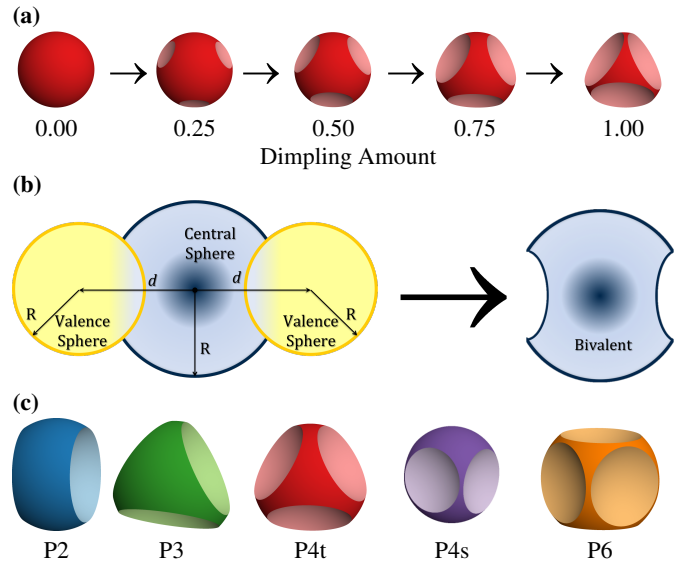 (a)
0.00 0.25 0.50 0.75 1.00
Dimpling Amount
(b)
Central
Sphere
d d
R R
Valence
Sphere
Valence
Sphere
R
Bivalent
(c)
P2 P3 P4t P4s P6